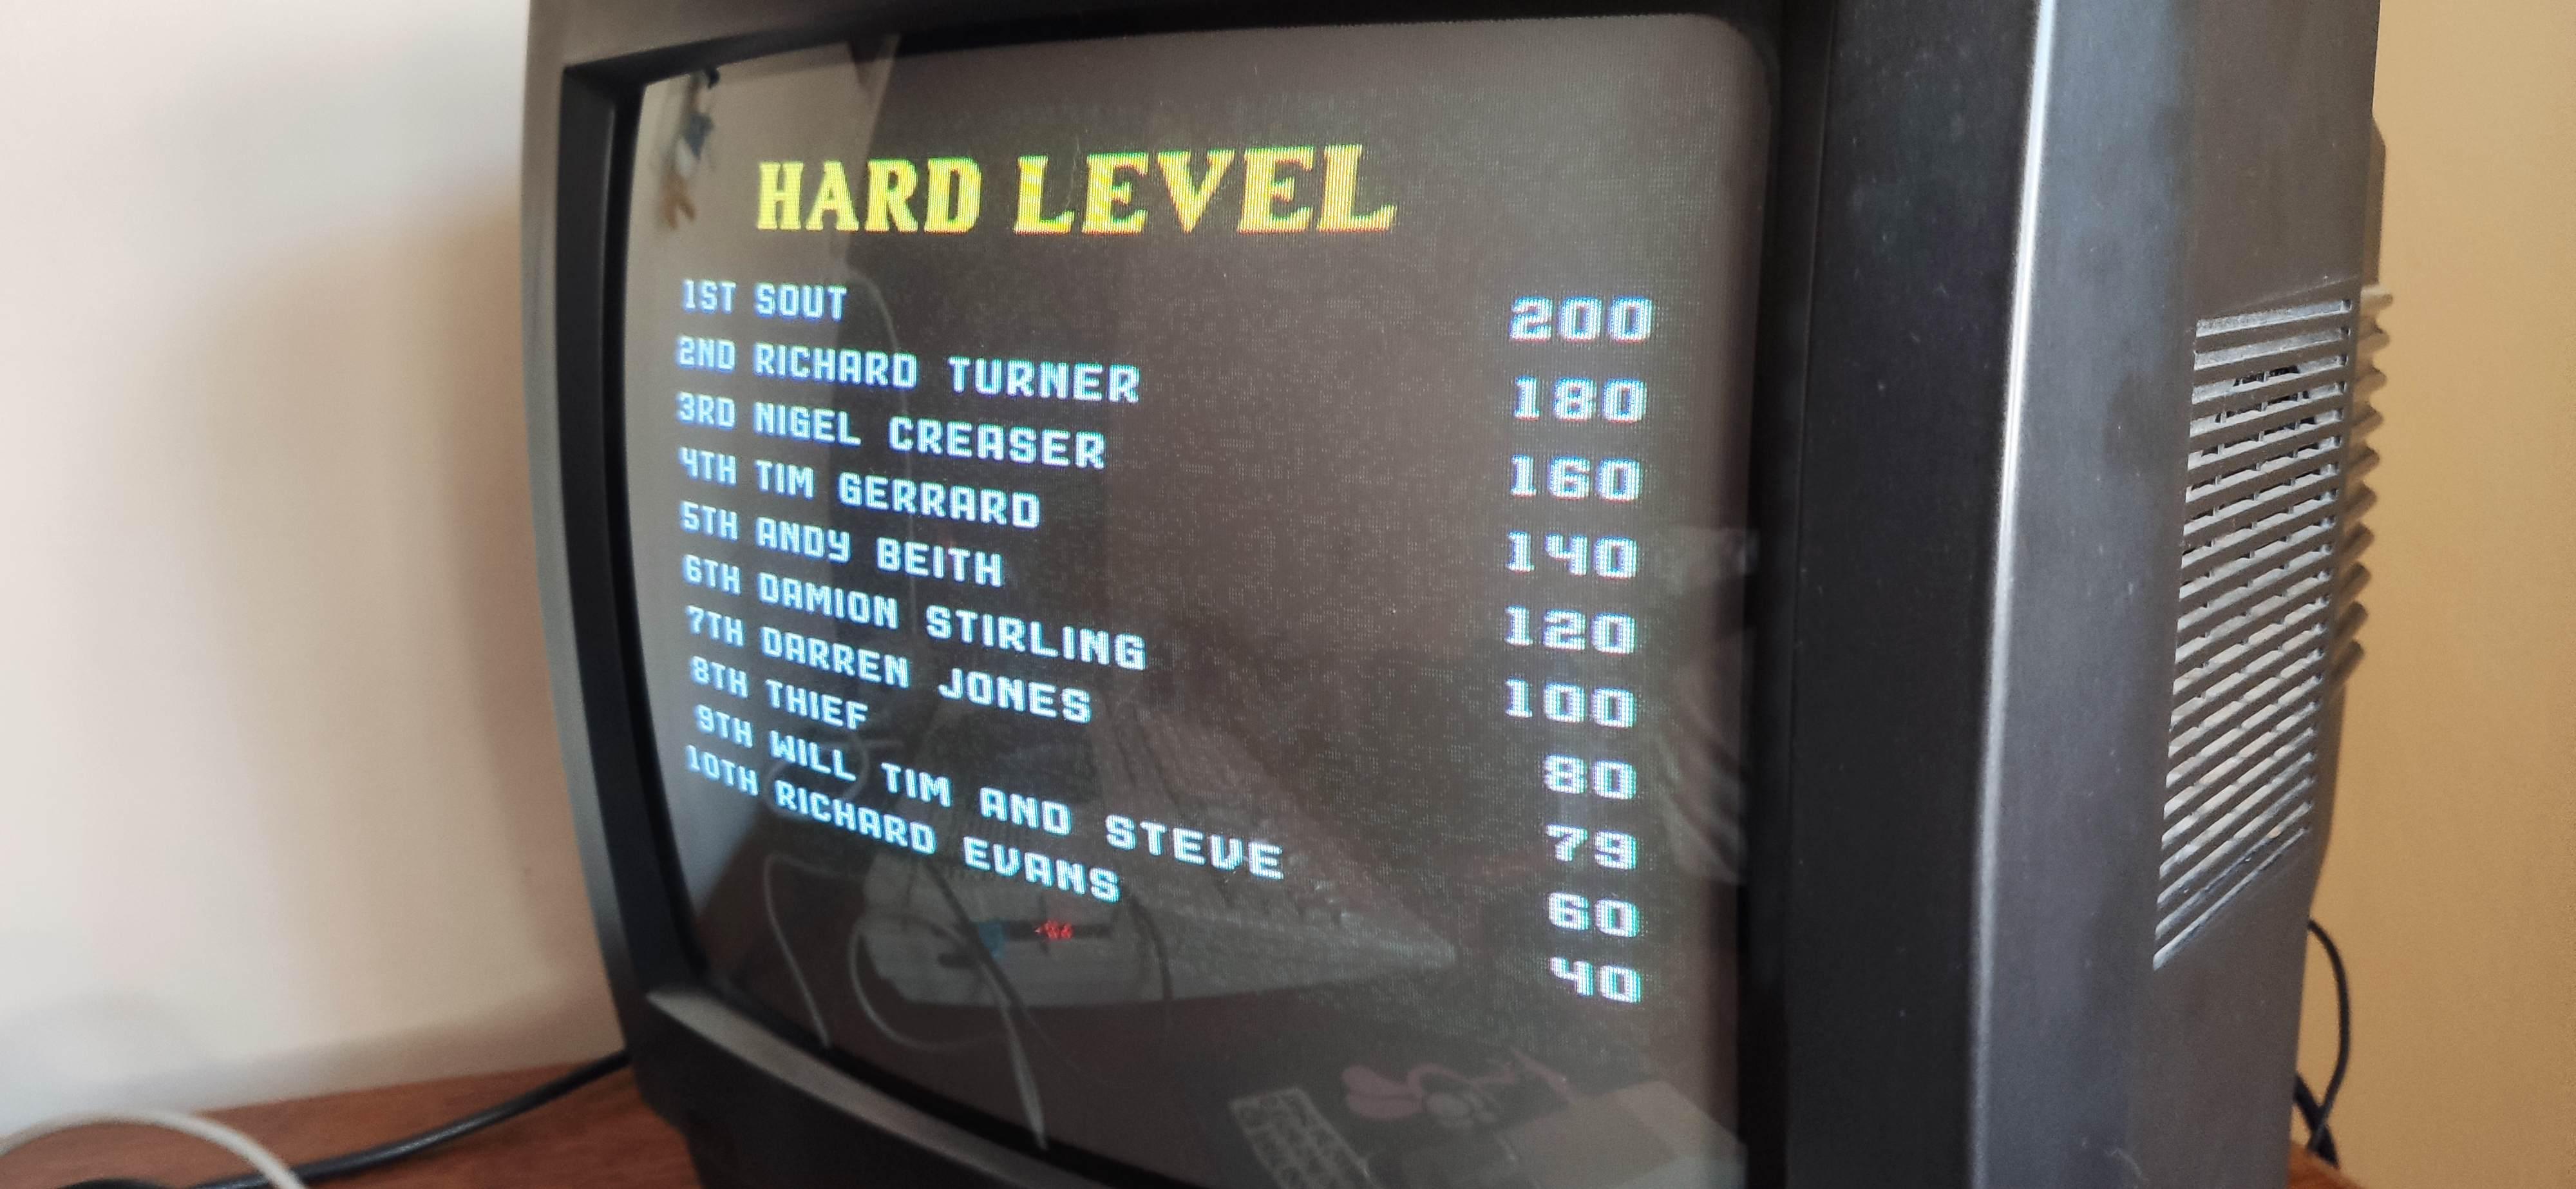 HARD LEVEL
1ST SOUT 200
2ND RICHARD TURNER 180
3RD NIGEL CREASER 160
4TH TIM GERRARD 140
5TH ANDY BEITH 120
6TH DAMION STIRLING 100
7TH DARREN JONES 80
8TH THIEF 79
9TH WILL TIM AND STEVE 60
10TH RICHARD EVANS 40